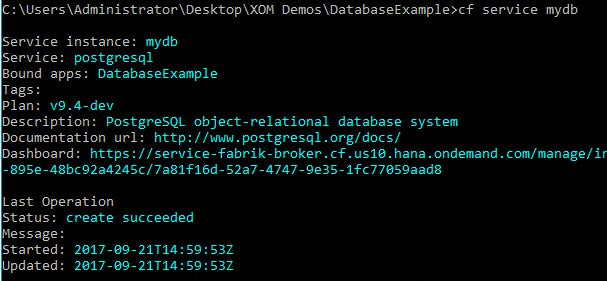 C:\Users\Administrator\Desktop\XOM Demos\DatabaseExample>cf service mydb
Service instance: mydb
Service: postgresql
Bound apps: DatabaseExample
Tags:
Plan: v9.4-dev
Description: PostgreSQL object-relational database system
Documentation url: http://www.postgresql.org/docs/
Dashboard: https://service-fabrik-broker.cf.us10.hana.ondemand.com/manage/in
-895e-48bc92a4245c/7a81f16d-52a7-4747-9e35-1fc77059aad8
Last Operation
Status: create succeeded
Message:
Started: 2017-09-21T14:59:53Z
Updated: 2017-09-21T14:59:53Z